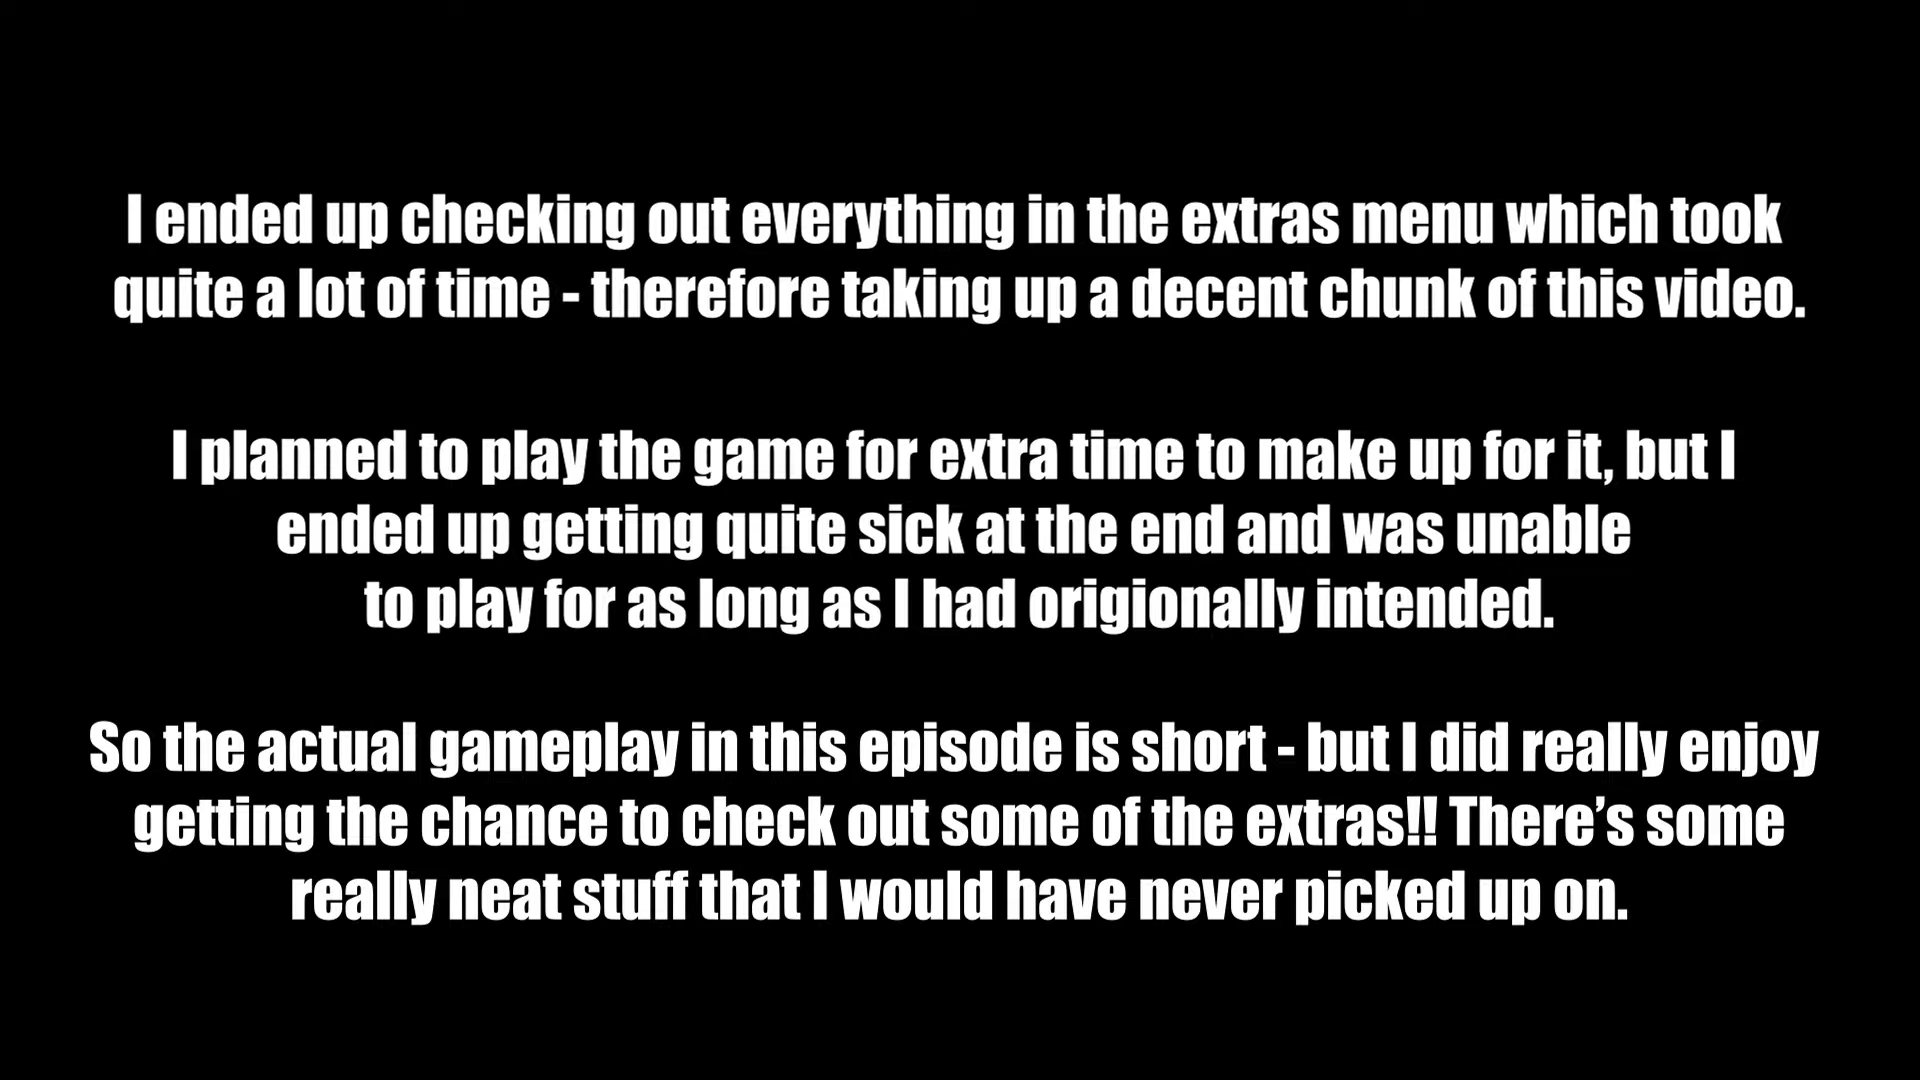 I ended up checking out everything in the extras menu which took
quite a lot of time - therefore taking up a decent chunk of this video.
I planned to play the game for extra time to make up for it, but I
ended up getting quite sick at the end and was unable
to play for as long as I had origionally intended.
So the actual gameplay in this episode is short - but I did really enjoy
getting the chance to check out some of the extras!! There’s some
really neat stuff that I would have never picked up on.